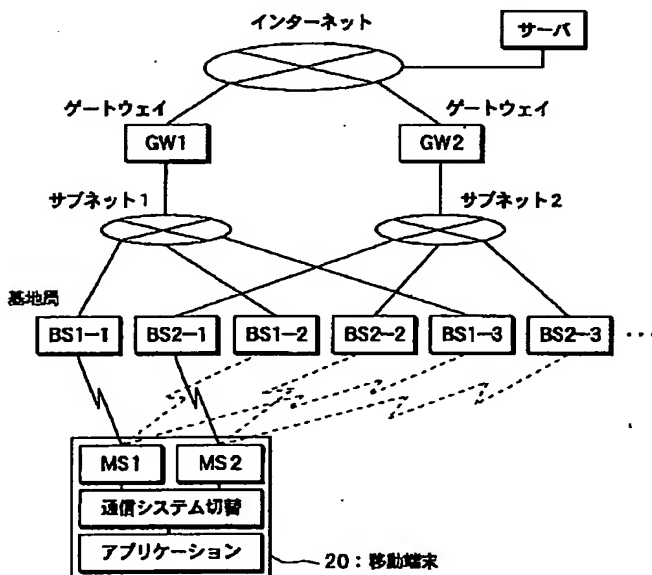 インターネット
サーバ
ゲートウェイ
ゲートウェイ
GW1
GW2
サブネット1
サブネット2
基地局
BS1-1
BS2-1
BS1-2
BS2-2
BS1-3
BS2-3
...
MS1
MS2
通信システム切替
アプリケーション
20:移動端末